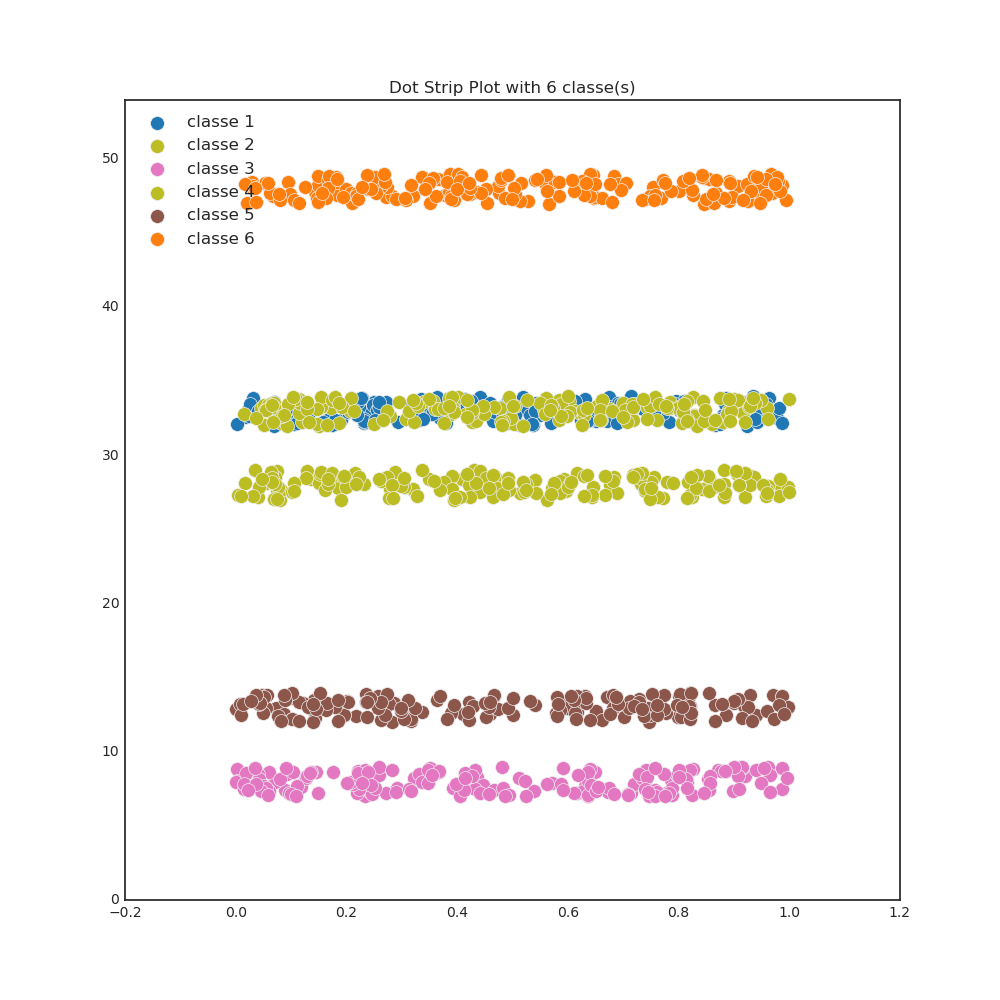 Dot Strip Plot with 6 classe(s)
classe 1
classe 2
classe 3
classe 4
classe 5
classe 6
50
40
30
20
10
0
−0.2 0.0 0.2 0.4 0.6 0.8 1.0 1.2